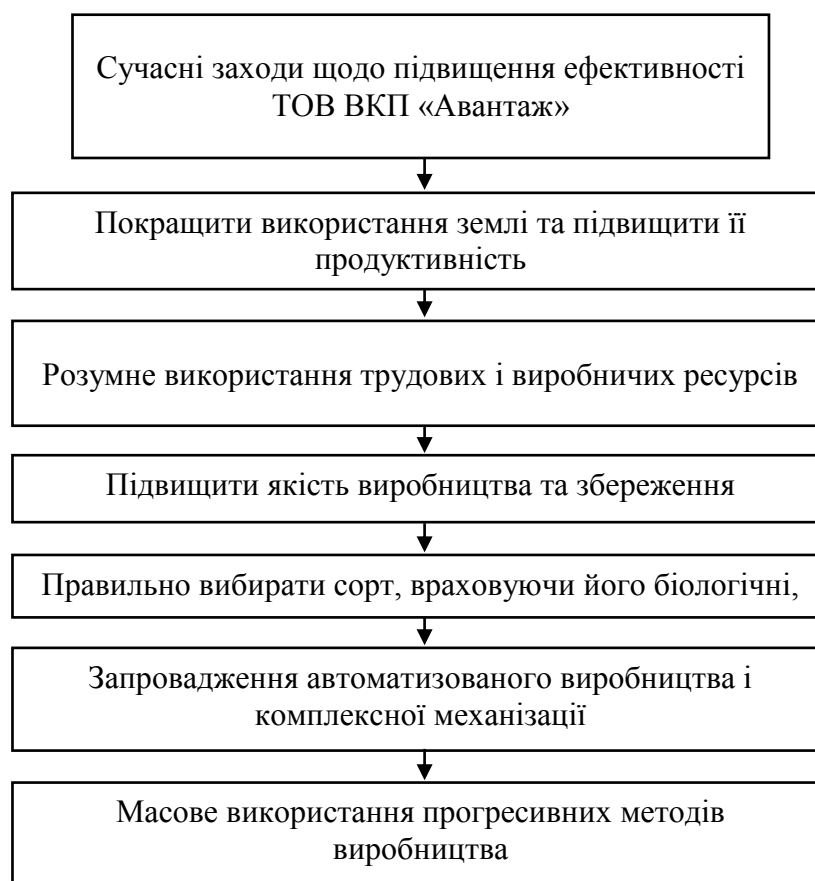 Сучасні заходи щодо підвищення ефективності
ТОВ ВКП «Авантаж»
Покращити використання землі та підвищити її
продуктивність
Розумне використання трудових і виробничих ресурсів
Підвищити якість виробництва та збереження
Правильно вибирати сорт, враховуючи його біологічні,
Запровадження автоматизованого виробництва і
комплексної механізації
Масове використання прогресивних методів
виробництва